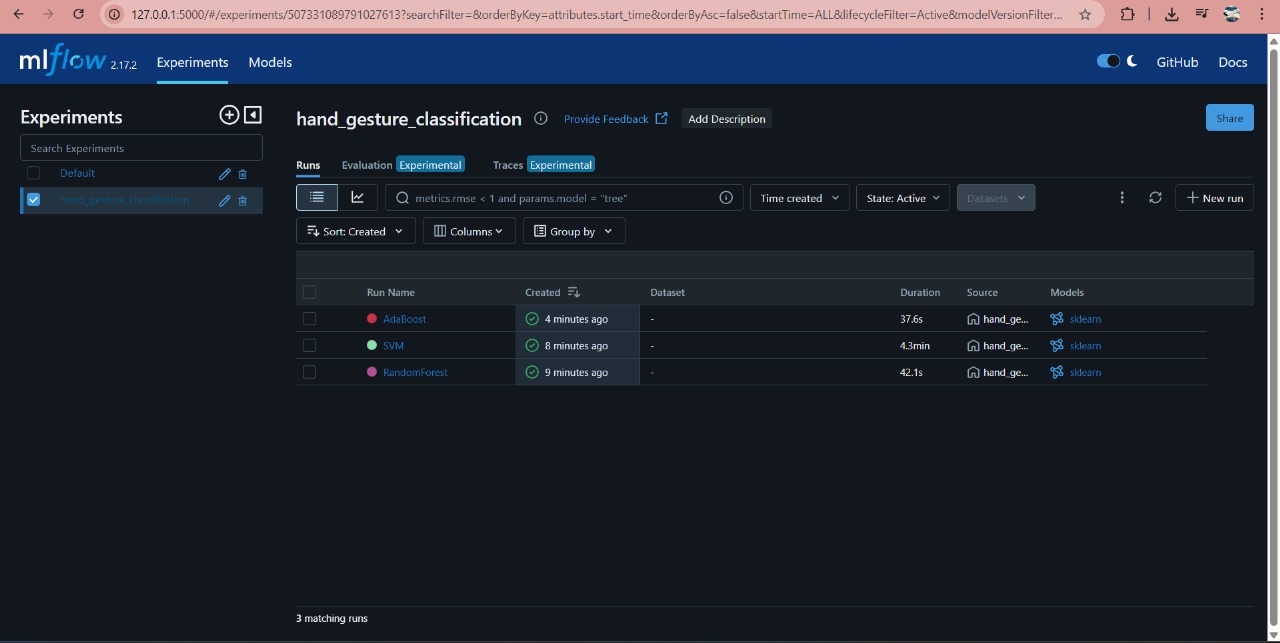 127.0.0.1:5000/#/experiments/507331089791027613?searchFilter=&orderByKey=attributes.start_time&orderByAsc=false&startTime=ALL&lifecycleFilter=Active&modelVersionFilter...
mlflow 2.17.2 Experiments Models GitHub Docs
Experiments
Search Experiments
Default
hand_gesture_classification
hand_gesture_classification Provide Feedback Add Description Share
Runs Evaluation Experimental Traces Experimental
metrics.rmse < 1 and params.model = "tree" Time created State: Active Datasets New run
Sort: Created Columns Group by
Run Name Created Dataset Duration Source Models
AdaBoost 4 minutes ago - 37.6s hand_ge... sklearn
SVM 8 minutes ago - 4.3min hand_ge... sklearn
RandomForest 9 minutes ago - 42.1s hand_ge... sklearn
3 matching runs